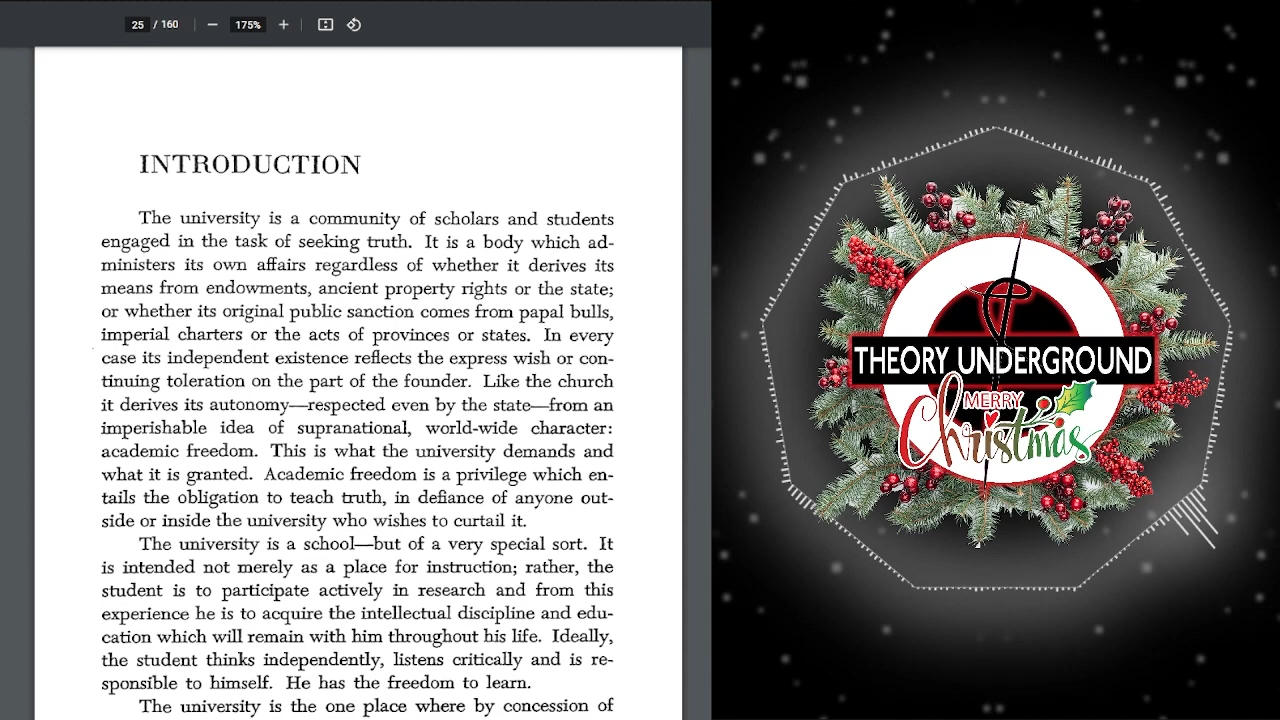 25 / 160
175%
INTRODUCTION
The university is a community of scholars and students
engaged in the task of seeking truth. It is a body which ad-
ministers its own affairs regardless of whether it derives its
means from endowments, ancient property rights or the state;
or whether its original public sanction comes from papal bulls,
imperial charters or the acts of provinces or states. In every
case its independent existence reflects the express wish or con-
tinuing toleration on the part of the founder. Like the church
it derives its autonomy—respected even by the state—from an
imperishable idea of supranational, world-wide character:
academic freedom. This is what the university demands and
what it is granted. Academic freedom is a privilege which en-
tails the obligation to teach truth, in defiance of anyone out-
side or inside the university who wishes to curtail it.
The university is a school—but of a very special sort. It
is intended not merely as a place for instruction; rather, the
student is to participate actively in research and from this
experience he is to acquire the intellectual discipline and edu-
cation which will remain with him throughout his life. Ideally,
the student thinks independently, listens critically and is re-
sponsible to himself. He has the freedom to learn.
The university is the one place where by concession of
THEORY UNDERGROUND
MERRY
Christmas